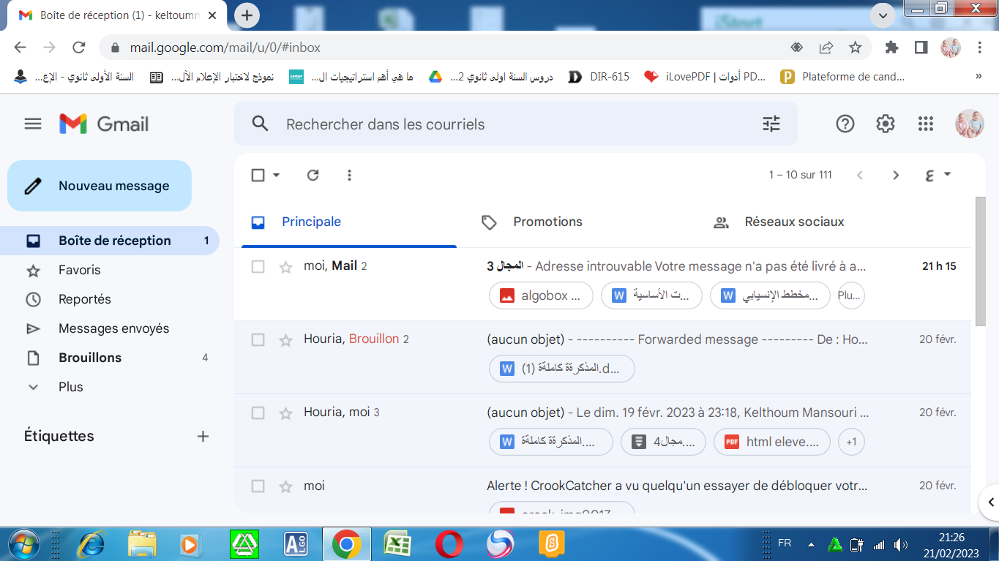 Boîte de réception (1) - keltoumm
mail.google.com/mail/u/0/#inbox
السنة الأولى ثانوي - الإع...
نموذج لاختبار الإعلام الآل...
ما هي أهم استراتيجيات ال...
دروس السنة اولى ثانوي 2...
DIR-615
iLovePDF | أدوات PD...
Plateforme de cand...
»
Gmail
Rechercher dans les courriels
Nouveau message
1 – 10 sur 111
ع
Boîte de réception 1
Favoris
Reportés
Messages envoyés
Brouillons 4
Plus
Étiquettes
Principale
Promotions
Réseaux sociaux
moi, Mail 2
المجال 3 - Adresse introuvable Votre message n'a pas été livré à a...
21 h 15
algobox ...
ت الأساسية...
مخطط الإنسيابي...
Plu...
Houria, Brouillon 2
(aucun objet) - ---------- Forwarded message --------- De : Ho...
20 févr.
المذكرةة كاملةة (1).d...
Houria, moi 3
(aucun objet) - Le dim. 19 févr. 2023 à 23:18, Kelthoum Mansouri ...
20 févr.
المذكرةة كاملةة....
مجال4....
html eleve....
+1
moi
Alerte ! CrookCatcher a vu quelqu'un essayer de débloquer votr...
20 févr.
FR
21:26
21/02/2023